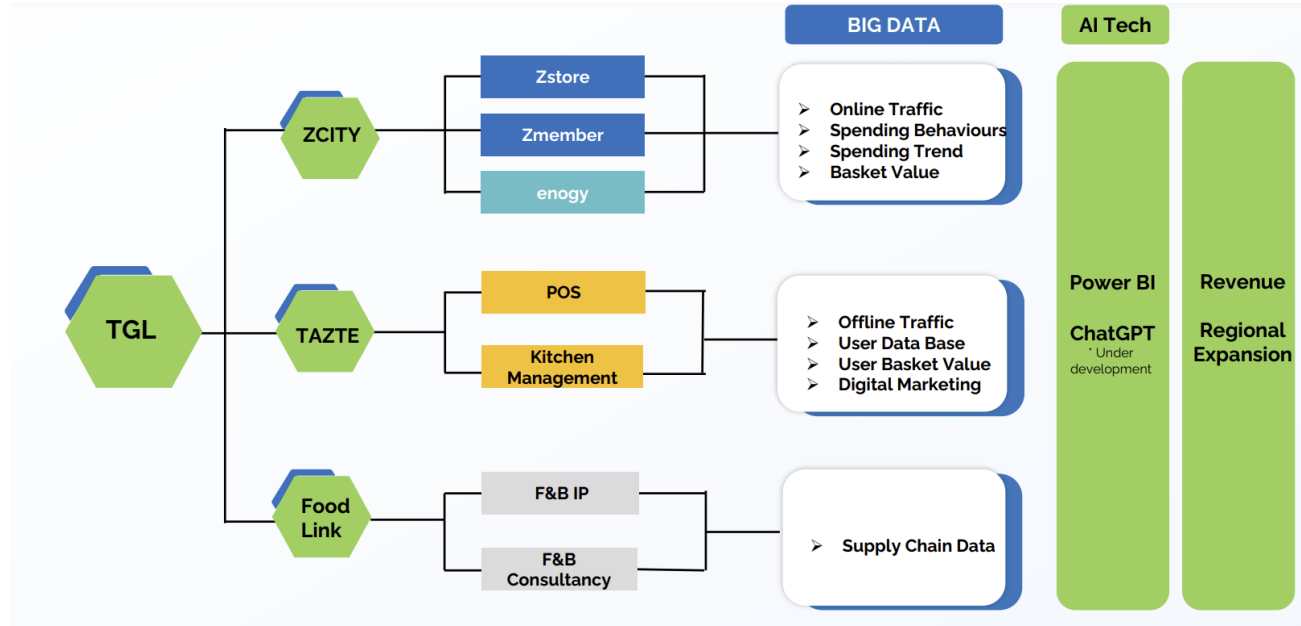 BIG DATA
AI Tech
TGL
ZCITY
Zstore
Zmember
enogy
➢ Online Traffic
➢ Spending Behaviours
➢ Spending Trend
➢ Basket Value
TAZTE
POS
Kitchen
Management
➢ Offline Traffic
➢ User Data Base
➢ User Basket Value
➢ Digital Marketing
Food
Link
F&B IP
F&B
Consultancy
➢ Supply Chain Data
Power BI
ChatGPT
* Under
development
Revenue
Regional
Expansion